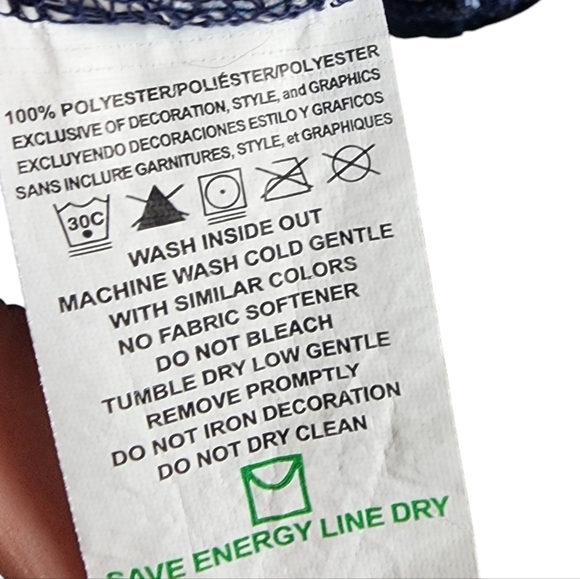 100% POLYESTER/POLIÉSTER/POLYESTER
EXCLUSIVE OF DECORATION, STYLE, and GRAPHICS
EXCLUYENDO DECORACIONES ESTILO Y GRAFICOS
SANS INCLURE GARNITURES, STYLE, et GRAPHIQUES
30C
WASH INSIDE OUT
MACHINE WASH COLD GENTLE
WITH SIMILAR COLORS
NO FABRIC SOFTENER
DO NOT BLEACH
TUMBLE DRY LOW GENTLE
REMOVE PROMPTLY
DO NOT IRON DECORATION
DO NOT DRY CLEAN
SAVE ENERGY LINE DRY